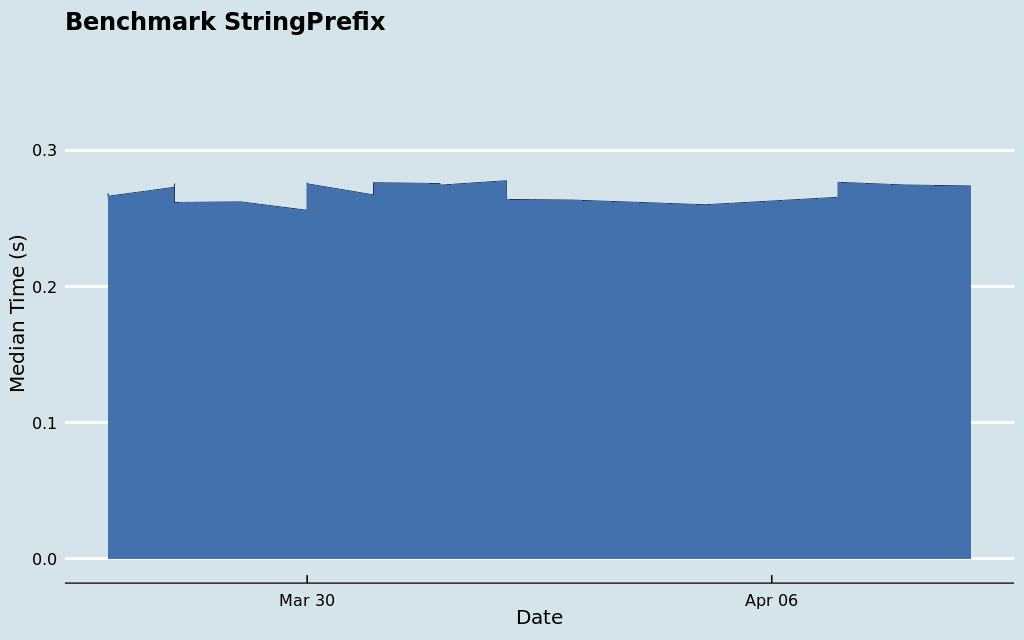 Benchmark StringPrefix
Median Time (s)
0.3
0.2
0.1
0.0
Mar 30
Apr 06
Date